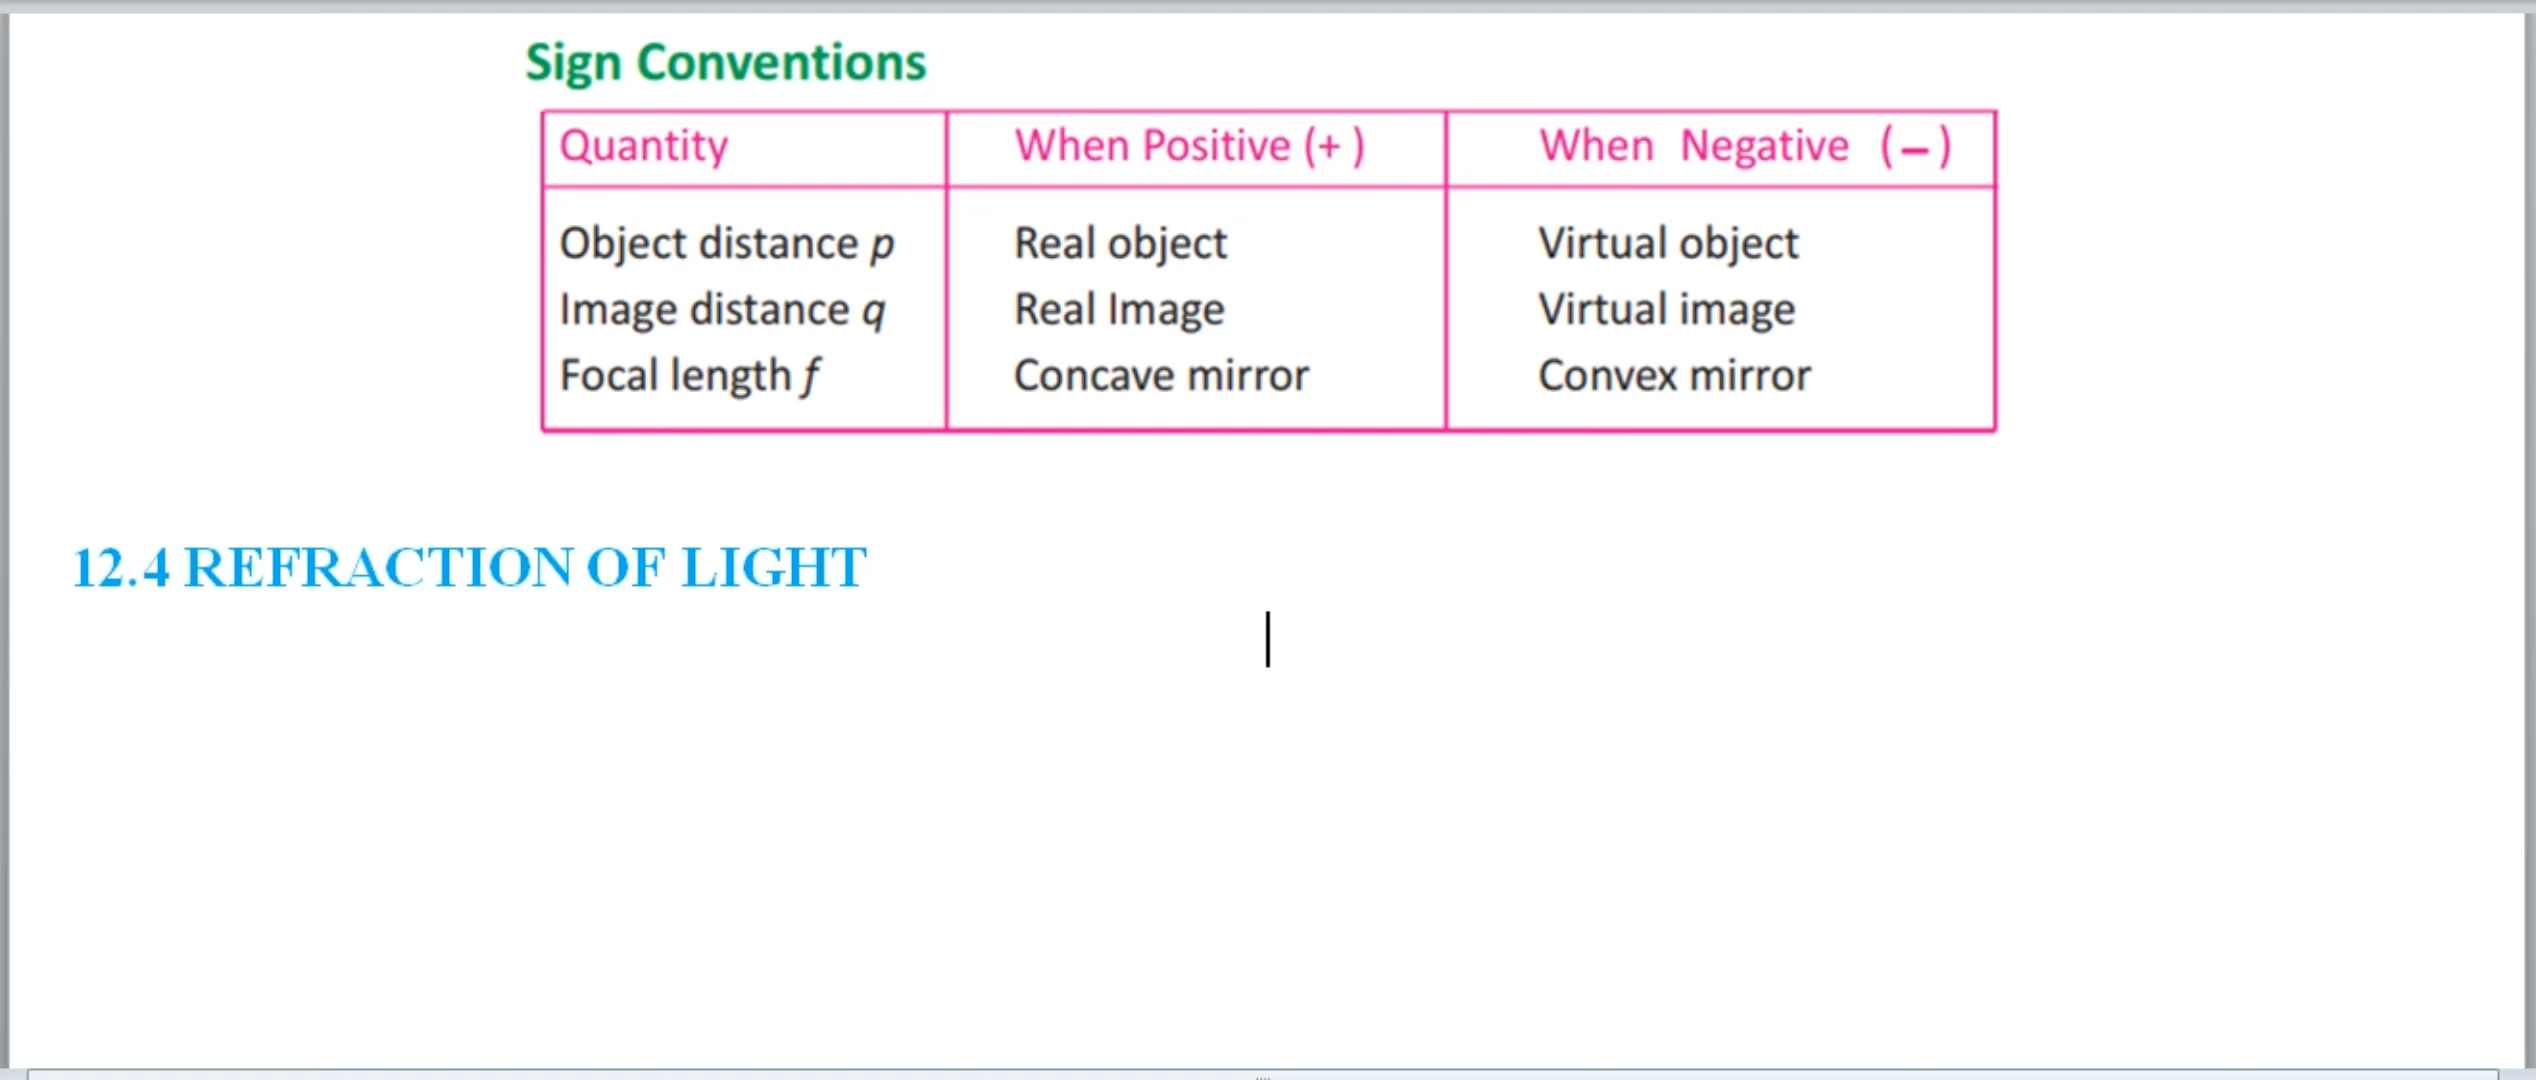 Sign Conventions
Quantity When Positive (+ ) When Negative (–)
Object distance p Real object Virtual object
Image distance q Real Image Virtual image
Focal length f Concave mirror Convex mirror
12.4 REFRACTION OF LIGHT